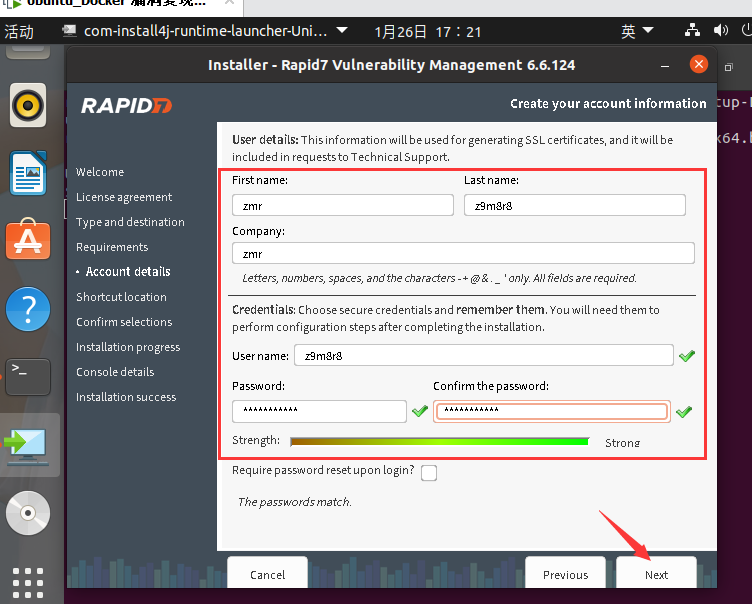 Ubuntu_Docker 漏洞复现...
活动
com-install4j-runtime-launcher-Uni...
1月26日 17：21
英
Installer - Rapid7 Vulnerability Management 6.6.124
RAPID7
Create your account information
Welcome
License agreement
Type and destination
Requirements
• Account details
Shortcut location
Confirm selections
Installation progress
Console details
Installation success
User details: This information will be used for generating SSL certificates, and it will be
included in requests to Technical Support.
First name:
Last name:
zmr
z9m8r8
Company:
zmr
Letters, numbers, spaces, and the characters -+@&._ ' only. All fields are required.
Credentials: Choose secure credentials and remember them. You will need them to
perform configuration steps after completing the installation.
User name:
z9m8r8
Password:
Confirm the password:
***********
***********
Strength:
Strong
Require password reset upon login?
The passwords match.
Cancel
Previous
Next
x64.b